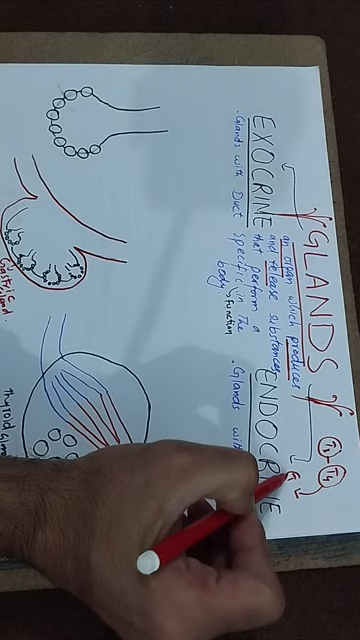 GLANDS
an organ which produces
and release substances
that perform a
specific function
in the body.
EXOCRINE
. Glands with Duct
ENDOCRINE
. Glands with
T3
T4
Gastric
Gland.
Thyroid